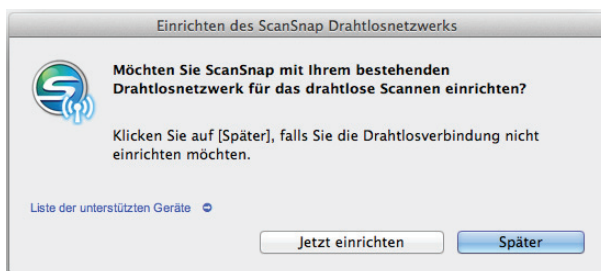 Einrichten des ScanSnap Drahtlosnetzwerks
Möchten Sie ScanSnap mit Ihrem bestehenden
Drahtlosnetzwerk für das drahtlose Scannen einrichten?
Klicken Sie auf [Später], falls Sie die Drahtlosverbindung nicht
einrichten möchten.
Liste der unterstützten Geräte
Jetzt einrichten
Später